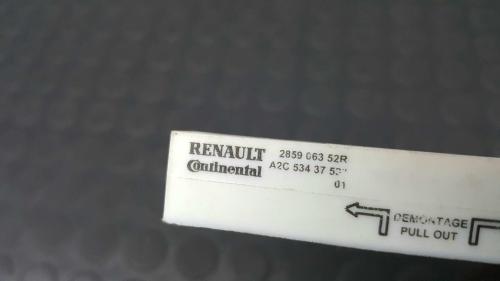 RENAULT 2859 063 52R
Continental A2C 534 37
01
DEMONTAGE
PULL OUT